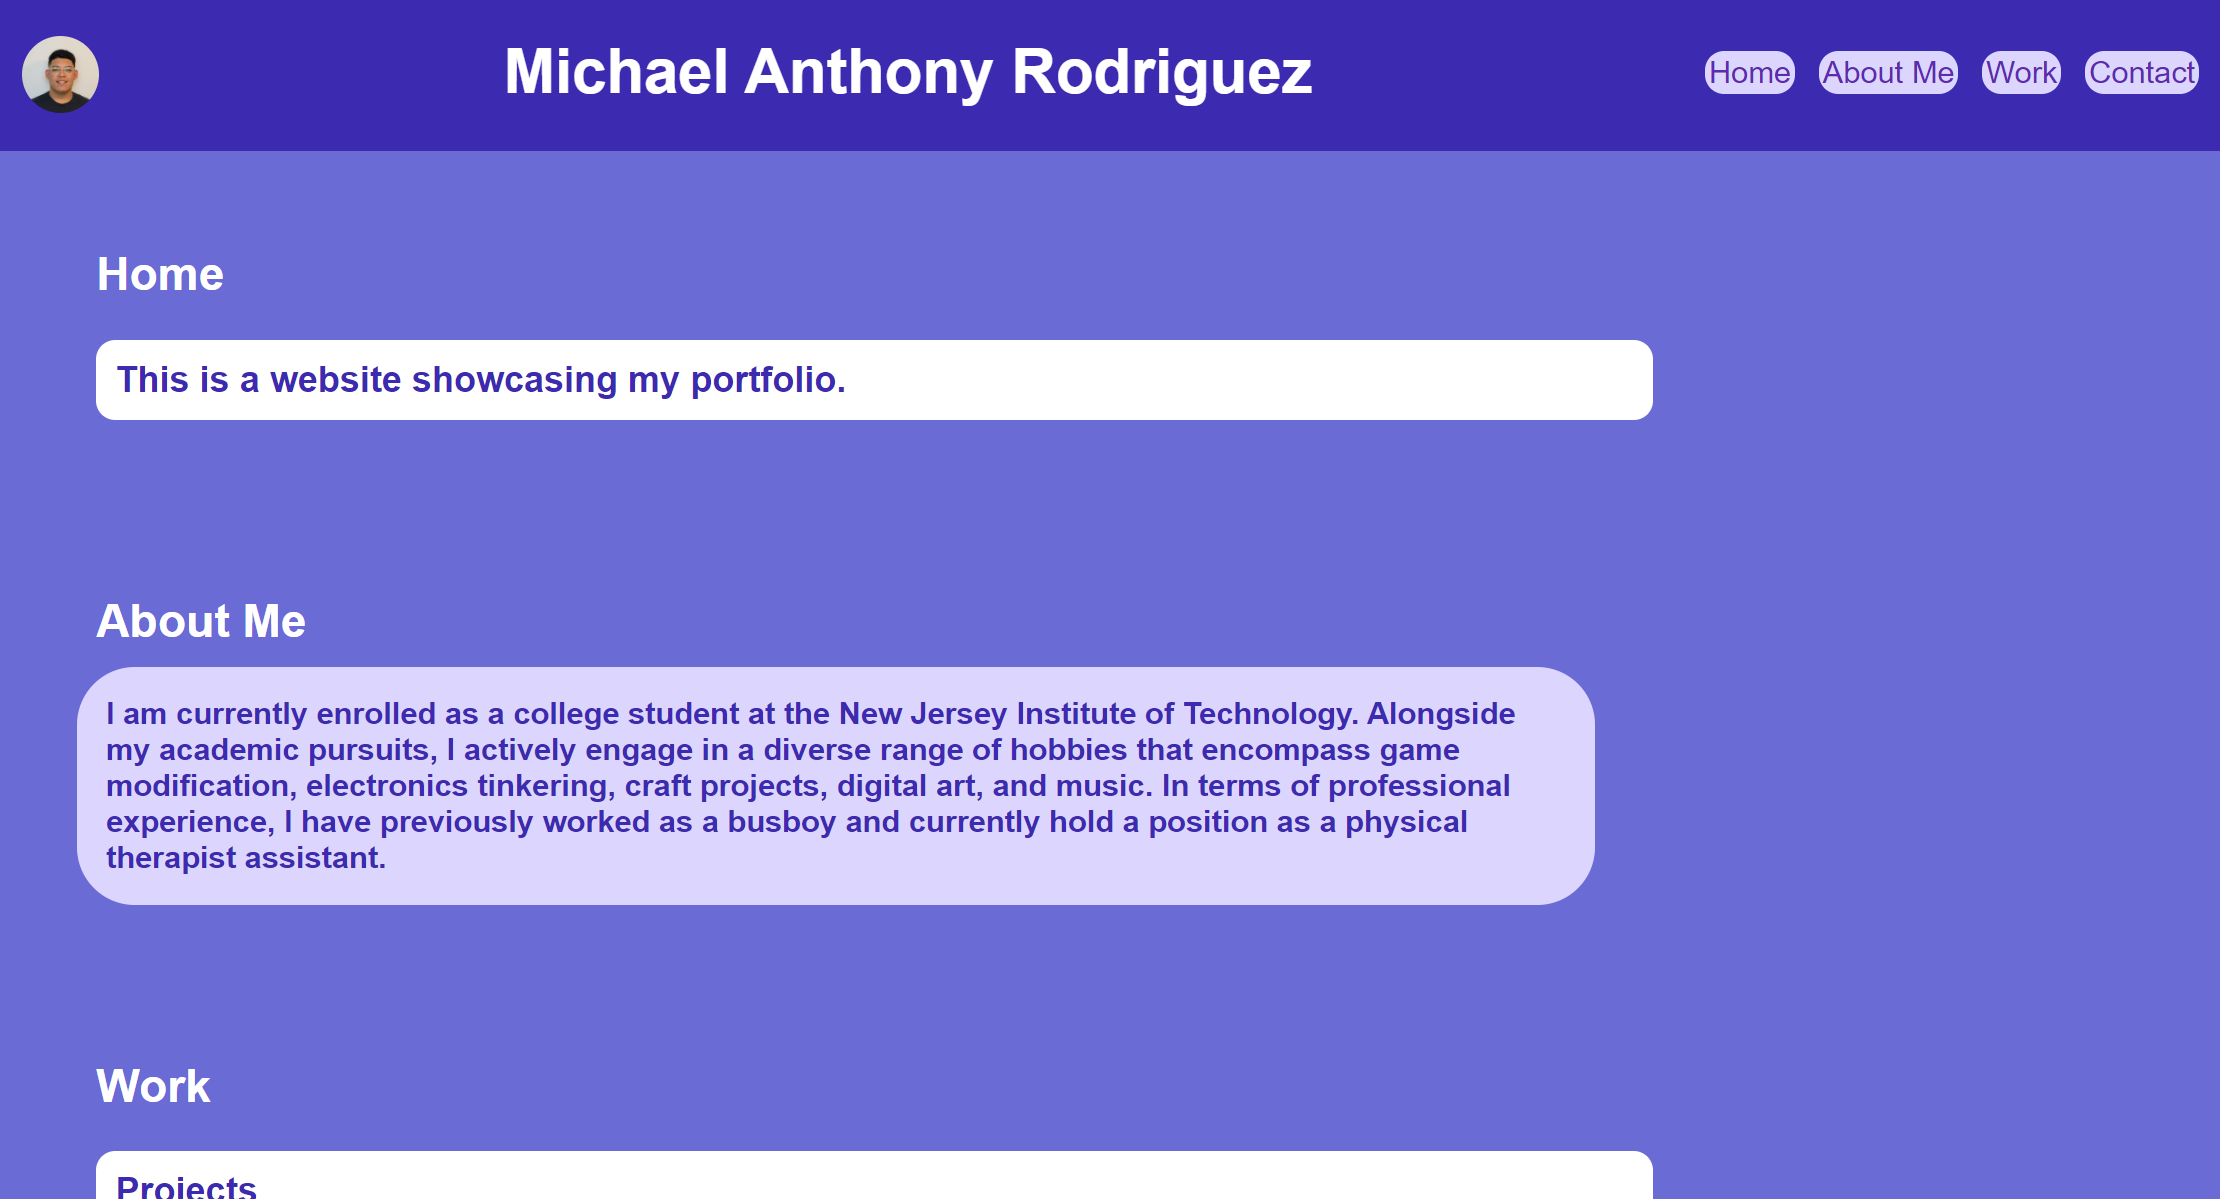 Michael Anthony Rodriguez
Home
About Me
Work
Contact
Home
This is a website showcasing my portfolio.
About Me
I am currently enrolled as a college student at the New Jersey Institute of Technology. Alongside
my academic pursuits, I actively engage in a diverse range of hobbies that encompass game
modification, electronics tinkering, craft projects, digital art, and music. In terms of professional
experience, I have previously worked as a busboy and currently hold a position as a physical
therapist assistant.
Work
Projects